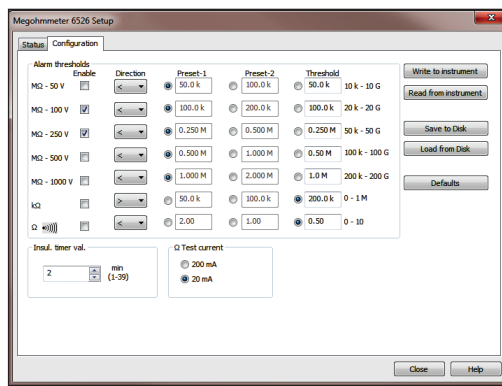 Megohmmeter 6526 Setup
Status Configuration
Alarm thresholds
Enable Direction Preset-1 Preset-2 Threshold
MΩ - 50 V < 50.0 k 100.0 k 50.0 k 10 k - 10 G
MΩ - 100 V < 100.0 k 200.0 k 100.0 k 20 k - 20 G
MΩ - 250 V < 0.250 M 0.500 M 0.250 M 50 k - 50 G
MΩ - 500 V < 0.500 M 1.000 M 0.50 M 100 k - 100 G
MΩ - 1000 V < 1.000 M 2.000 M 1.0 M 200 k - 200 G
kΩ > 50.0 k 100.0 k 200.0 k 0 - 1 M
Ω < 2.00 1.00 0.50 0 - 10
Write to instrument
Read from instrument
Save to Disk
Load from Disk
Defaults
Insul. timer val.
2 min
(1-39)
Ω Test current
200 mA
20 mA
Close Help